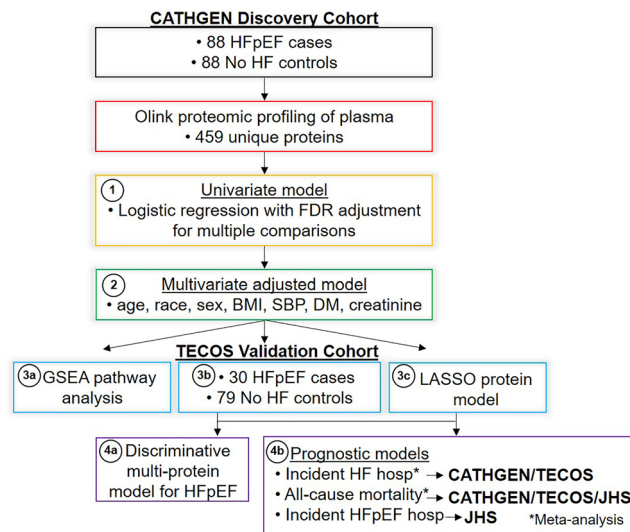 CATHGEN Discovery Cohort
• 88 HFpEF cases
• 88 No HF controls
Olink proteomic profiling of plasma
• 459 unique proteins
1 Univariate model
• Logistic regression with FDR adjustment
for multiple comparisons
2 Multivariate adjusted model
• age, race, sex, BMI, SBP, DM, creatinine
TECOS Validation Cohort
3a GSEA pathway
analysis
3b • 30 HFpEF cases
• 79 No HF controls
3c LASSO protein
model
4a Discriminative
multi-protein
model for HFpEF
4b Prognostic models
• Incident HF hosp* → CATHGEN/TECOS
• All-cause mortality* → CATHGEN/TECOS/JHS
• Incident HFpEF hosp → JHS
*Meta-analysis